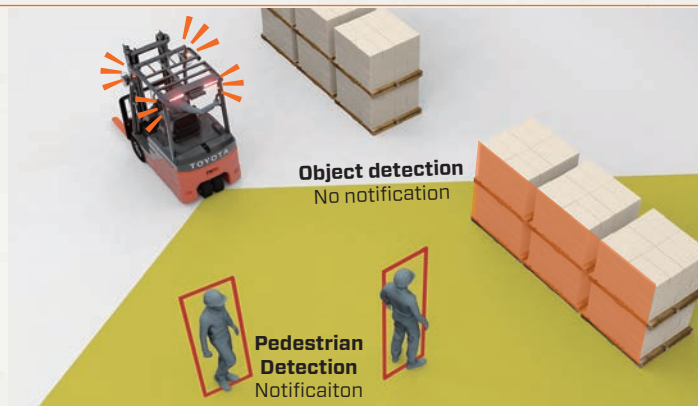 TOYOTA
Object detection
No notification
Pedestrian
Detection
Notificaiton